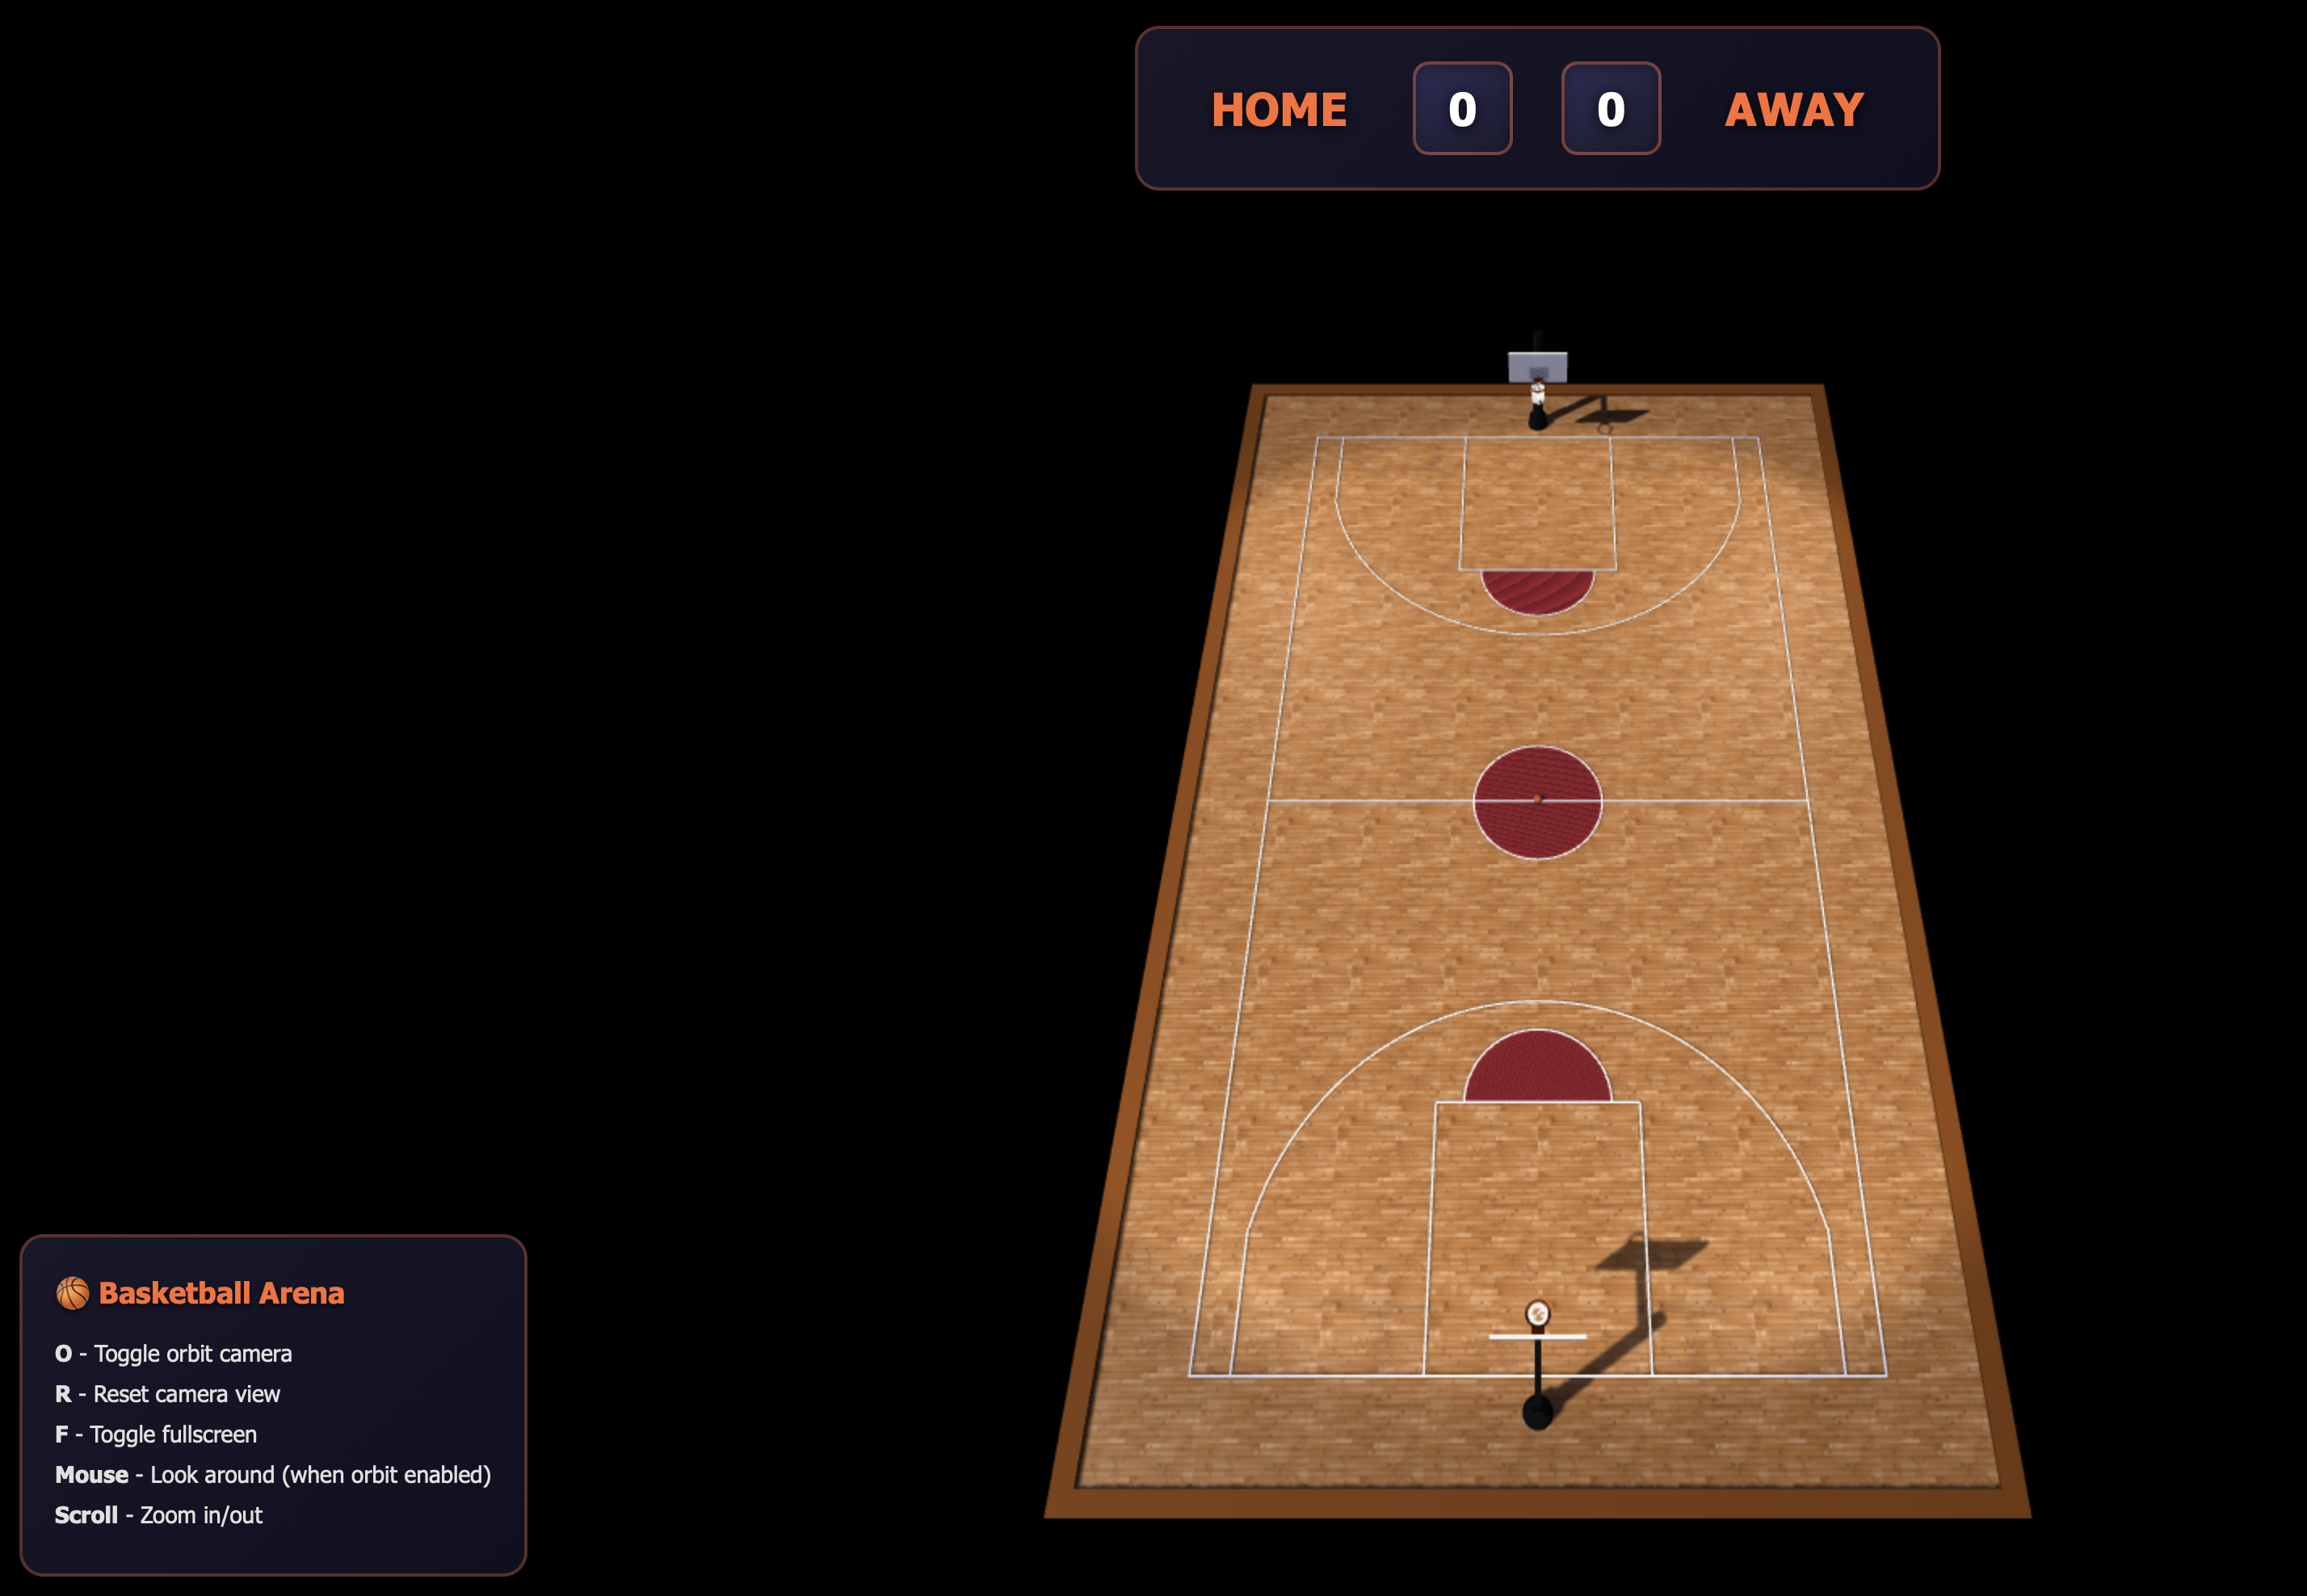 HOME 0 0 AWAY
🏀 Basketball Arena
O - Toggle orbit camera
R - Reset camera view
F - Toggle fullscreen
Mouse - Look around (when orbit enabled)
Scroll - Zoom in/out